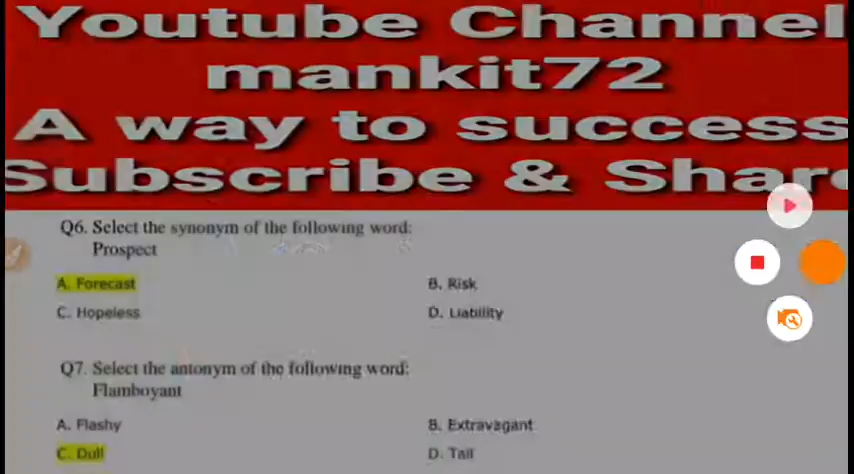 Youtube Channel
mankit72
A way to success
Subscribe & Share
Q6. Select the synonym of the following word:
Prospect
A. Forecast
B. Risk
C. Hopeless
D. Liability
Q7. Select the antonym of the following word:
Flamboyant
A. Flashy
B. Extravagant
C. Dull
D. Tall